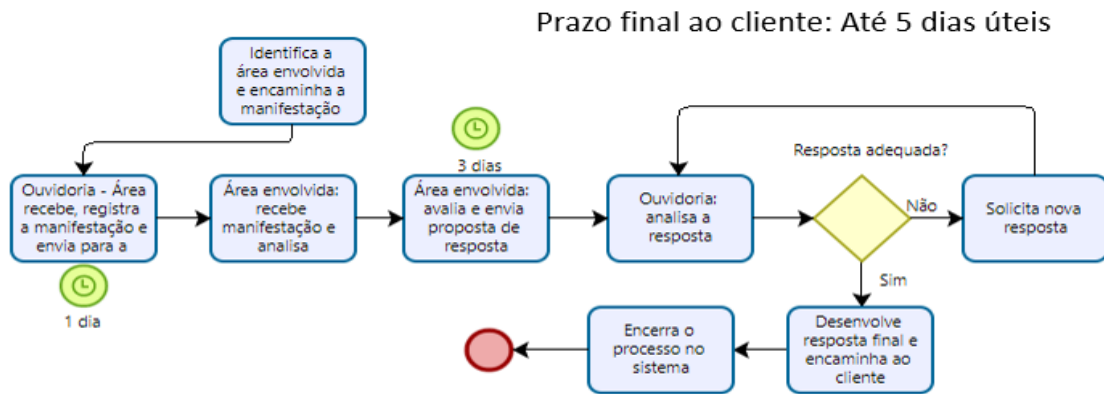 Prazo final ao cliente: Até 5 dias úteis
Identifica a
área envolvida
e encaminha a
manifestação
3 dias
Resposta adequada?
Ouvidoria - Área
recebe, registra
a manifestação e
envia para a
Área envolvida:
recebe
manifestação e
analisa
Área envolvida:
avalia e envia
proposta de
resposta
Ouvidoria:
analisa a
resposta
Não
Solicita nova
resposta
Sim
1 dia
Encerra o
processo no
sistema
Desenvolve
resposta final e
encaminha ao
cliente